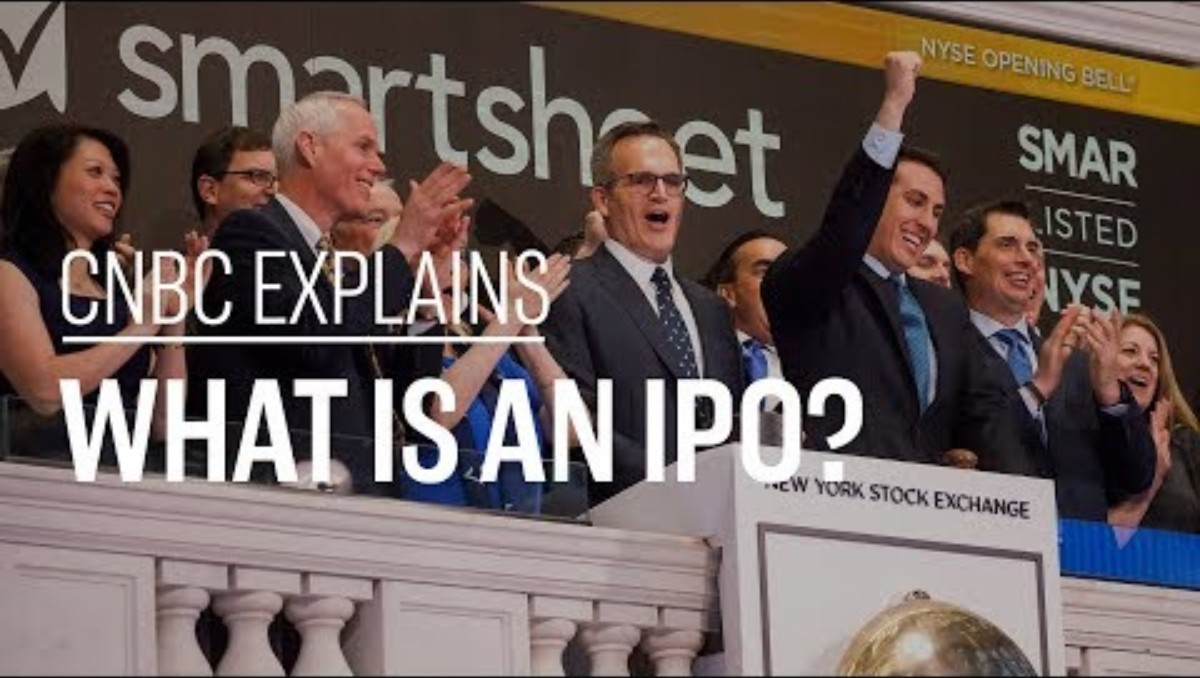 smartsheet
NYSE OPENING BELL®
SMAR
LISTED
NYSE
CNBC EXPLAINS
WHAT IS AN IPO?
NEW YORK STOCK EXCHANGE